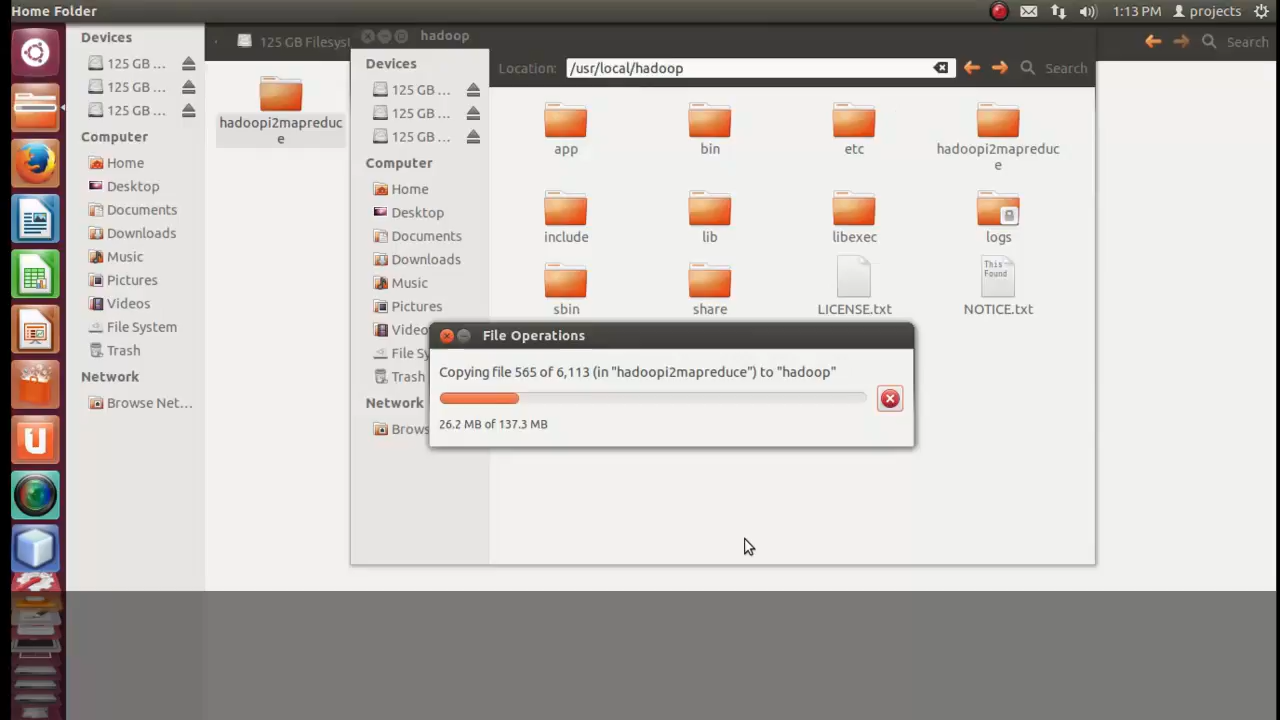 Home Folder
1:13 PM
projects
Devices
125 GB ...
125 GB ...
125 GB ...
Computer
Home
Desktop
Documents
Downloads
Music
Pictures
Videos
File System
Trash
Network
Browse Net...
125 GB Filesyst
Search
hadoopi2mapreduc
e
hadoop
Devices
125 GB ...
125 GB ...
125 GB ...
Computer
Home
Desktop
Documents
Downloads
Music
Pictures
Video
File Sy
Trash
Network
Brows
Location:
/usr/local/hadoop
Search
app
bin
etc
hadoopi2mapreduc
e
include
lib
libexec
logs
This
Found
sbin
share
LICENSE.txt
NOTICE.txt
File Operations
Copying file 565 of 6,113 (in "hadoopi2mapreduce") to "hadoop"
26.2 MB of 137.3 MB